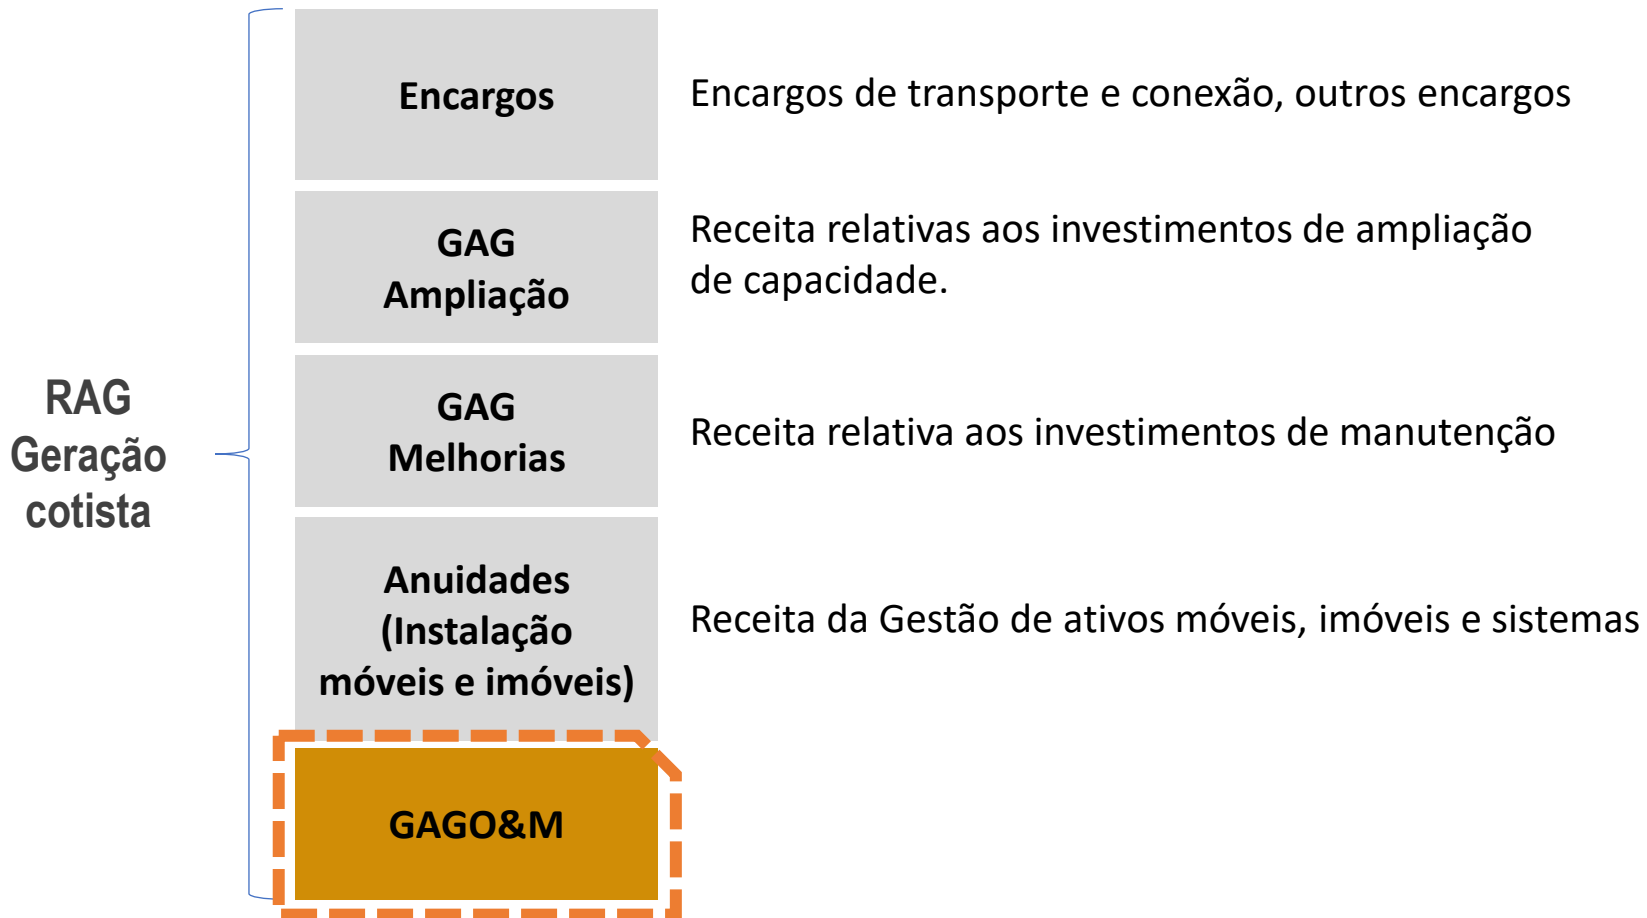 Encargos
Encargos de transporte e conexão, outros encargos
GAG
Ampliação
Receita relativas aos investimentos de ampliação
de capacidade.
RAG
Geração
cotista
GAG
Melhorias
Receita relativa aos investimentos de manutenção
Anuidades
(Instalação
móveis e imóveis)
Receita da Gestão de ativos móveis, imóveis e sistemas
GAGO&M